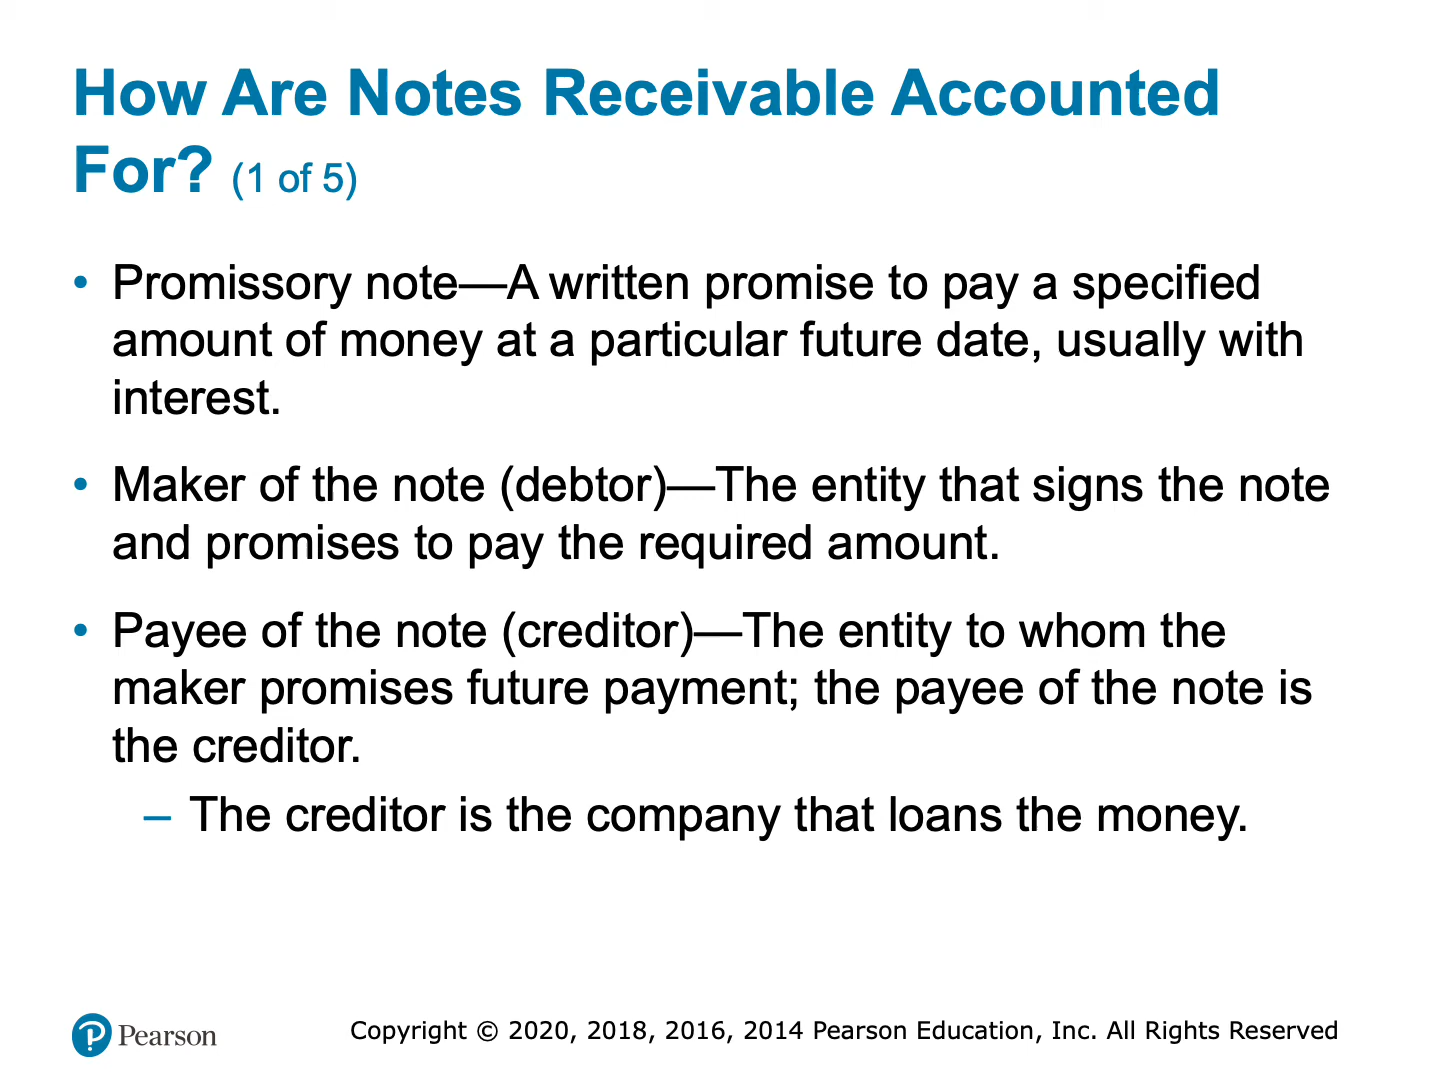 How Are Notes Receivable Accounted
For? (1 of 5)
• Promissory note—A written promise to pay a specified
amount of money at a particular future date, usually with
interest.
• Maker of the note (debtor)—The entity that signs the note
and promises to pay the required amount.
• Payee of the note (creditor)—The entity to whom the
maker promises future payment; the payee of the note is
the creditor.
– The creditor is the company that loans the money.
Pearson
Copyright © 2020, 2018, 2016, 2014 Pearson Education, Inc. All Rights Reserved